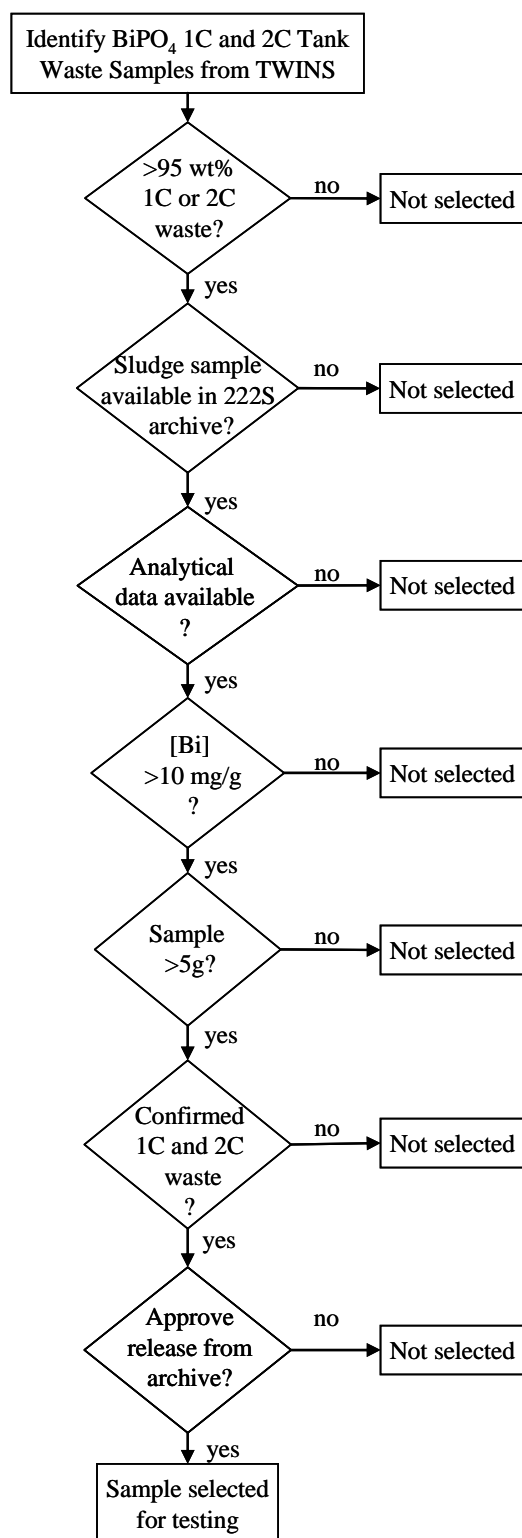 Identify BiPO₄ 1C and 2C Tank
Waste Samples from TWINS
>95 wt%
1C or 2C
waste?
no
Not selected
yes
Sludge sample
available in 222S
archive?
no
Not selected
yes
Analytical
data available
?
no
Not selected
yes
[Bi]
>10 mg/g
?
no
Not selected
yes
Sample
>5g?
no
Not selected
yes
Confirmed
1C and 2C
waste
?
no
Not selected
yes
Approve
release from
archive?
no
Not selected
yes
Sample selected
for testing